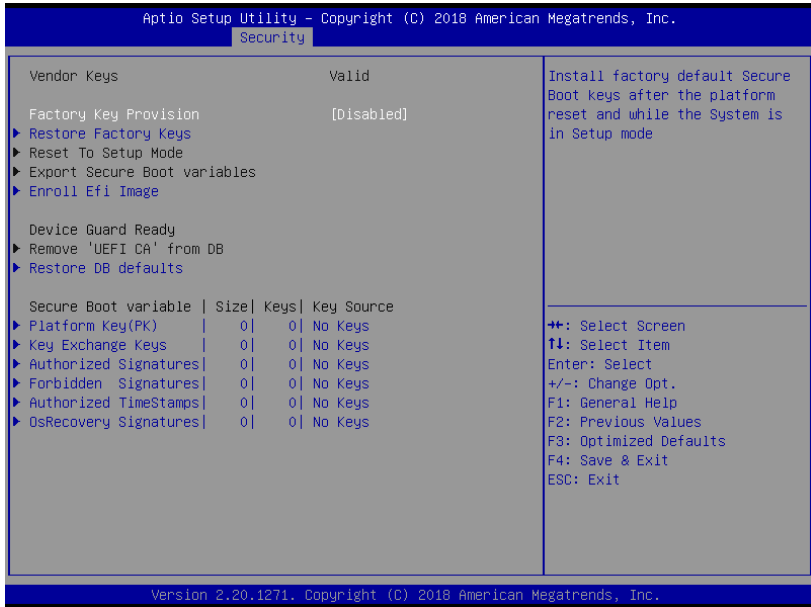 Aptio Setup Utility – Copyright (C) 2018 American Megatrends, Inc.
Security
Vendor Keys Valid
Factory Key Provision [Disabled]
Restore Factory Keys
Reset To Setup Mode
Export Secure Boot variables
Enroll Efi Image
Device Guard Ready
Remove 'UEFI CA' from DB
Restore DB defaults
Secure Boot variable | Size| Keys| Key Source
Platform Key(PK) | 0| 0| No Keys
Key Exchange Keys | 0| 0| No Keys
Authorized Signatures| 0| 0| No Keys
Forbidden Signatures| 0| 0| No Keys
Authorized TimeStamps| 0| 0| No Keys
OsRecovery Signatures| 0| 0| No Keys
Install factory default Secure
Boot keys after the platform
reset and while the System is
in Setup mode
→←: Select Screen
↑↓: Select Item
Enter: Select
+/-: Change Opt.
F1: General Help
F2: Previous Values
F3: Optimized Defaults
F4: Save & Exit
ESC: Exit
Version 2.20.1271. Copyright (C) 2018 American Megatrends, Inc.